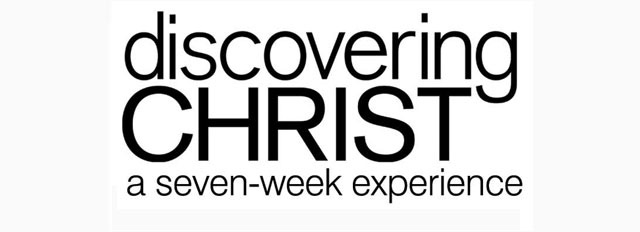 discovering
CHRIST
a seven-week experience